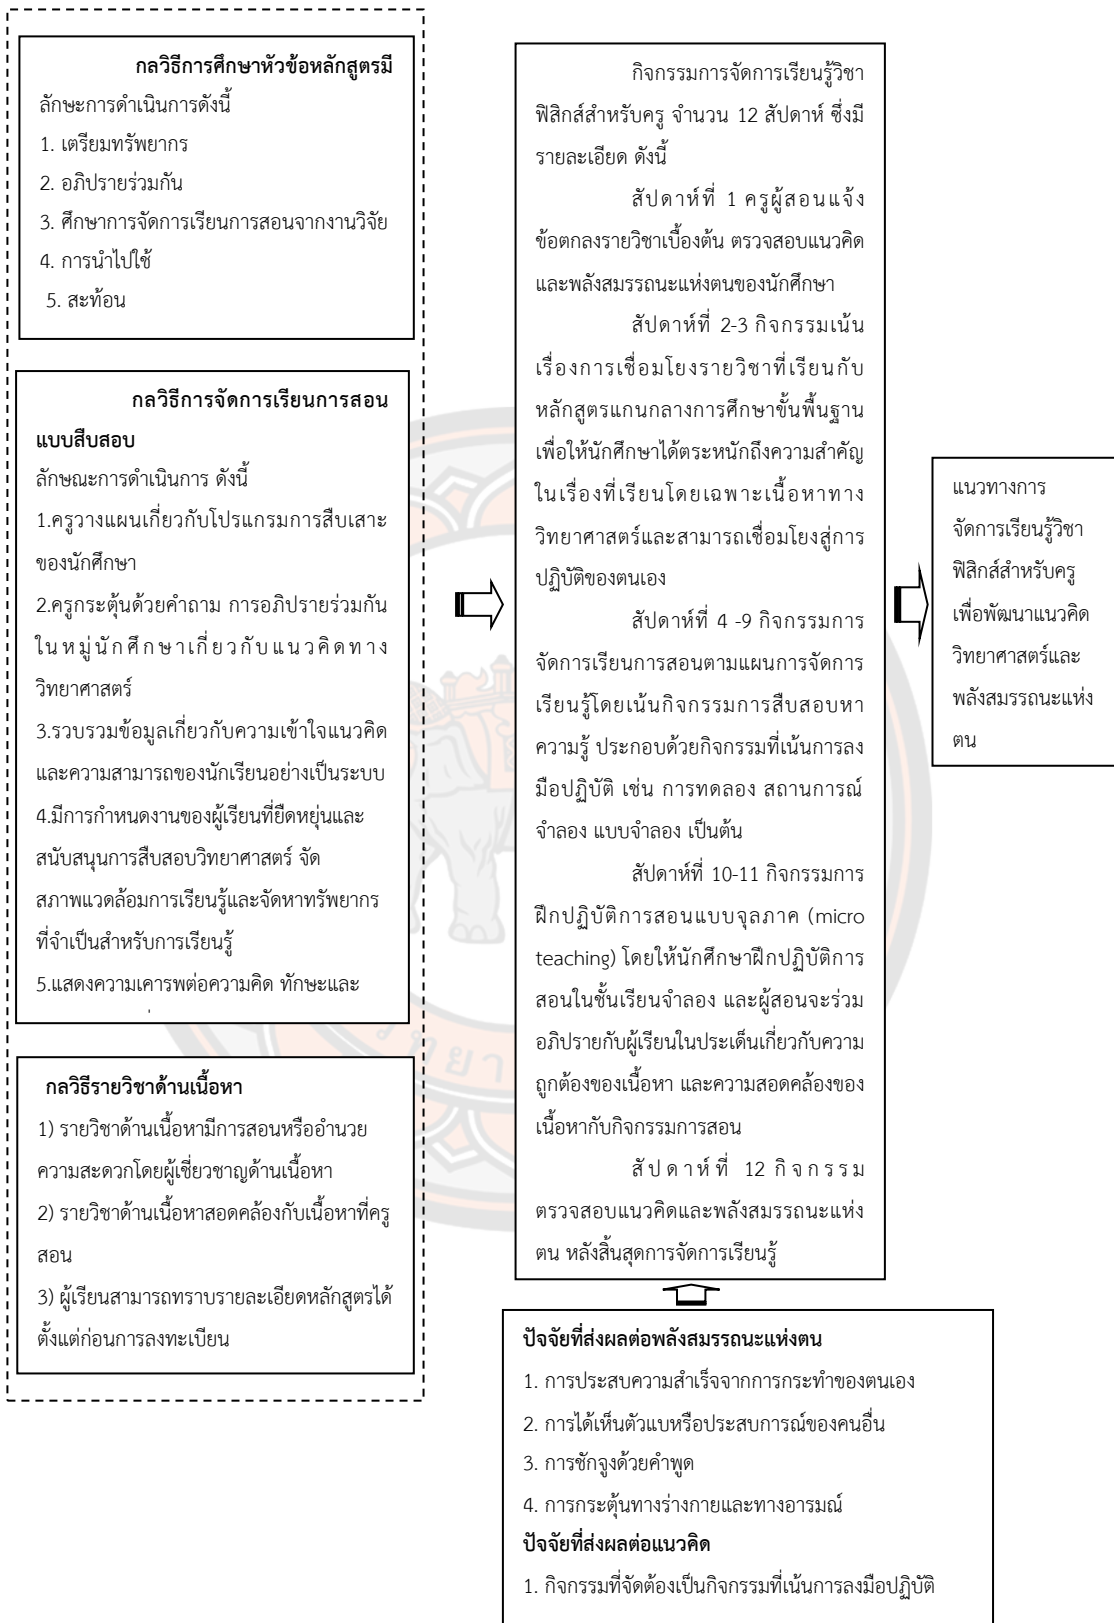 กลวิธีการศึกษาหัวข้อหลักสูตรมี
ลักษะการดำเนินการดังนี้
1. เตรียมทรัพยากร
2. อภิปรายร่วมกัน
3. ศึกษาการจัดการเรียนการสอนจากงานวิจัย
4. การนำไปใช้
5. สะท้อน
กลวิธีการจัดการเรียนการสอน
แบบสืบสอบ
ลักษณะการดำเนินการ ดังนี้
1.ครูวางแผนเกี่ยวกับโปรแกรมการสืบเสาะ
ของนักศึกษา
2.ครูกระตุ้นด้วยคำถาม การอภิปรายร่วมกัน
ในหมู่นักศึกษาเกี่ยวกับแนวคิดทาง
วิทยาศาสตร์
3.รวบรวมข้อมูลเกี่ยวกับความเข้าใจแนวคิด
และความสามารถของนักเรียนอย่างเป็นระบบ
4.มีการกำหนดงานของผู้เรียนที่ยืดหยุ่นและ
สนับสนุนการสืบสอบวิทยาศาสตร์ จัด
สภาพแวดล้อมการเรียนรู้และจัดหาทรัพยากร
ที่จำเป็นสำหรับการเรียนรู้
5.แสดงความเคารพต่อความคิด ทักษะและ
กลวิธีรายวิชาด้านเนื้อหา
1) รายวิชาด้านเนื้อหามีการสอนหรืออำนวย
ความสะดวกโดยผู้เชี่ยวชาญด้านเนื้อหา
2) รายวิชาด้านเนื้อหาสอดคล้องกับเนื้อหาที่ครู
สอน
3) ผู้เรียนสามารถทราบรายละเอียดหลักสูตรได้
ตั้งแต่ก่อนการลงทะเบียน
กิจกรรมการจัดการเรียนรู้วิชา
ฟิสิกส์สำหรับครู จำนวน 12 สัปดาห์ ซึ่งมี
รายละเอียด ดังนี้
สัปดาห์ที่ 1 ครูผู้สอนแจ้ง
ข้อตกลงรายวิชาเบื้องต้น ตรวจสอบแนวคิด
และพลังสมรรถนะแห่งตนของนักศึกษา
สัปดาห์ที่ 2-3 กิจกรรมเน้น
เรื่องการเชื่อมโยงรายวิชาที่เรียนกับ
หลักสูตรแกนกลางการศึกษาขั้นพื้นฐาน
เพื่อให้นักศึกษาได้ตระหนักถึงความสำคัญ
ในเรื่องที่เรียนโดยเฉพาะเนื้อหาทาง
วิทยาศาสตร์และสามารถเชื่อมโยงสู่การ
ปฏิบัติของตนเอง
สัปดาห์ที่ 4 -9 กิจกรรมการ
จัดการเรียนการสอนตามแผนการจัดการ
เรียนรู้โดยเน้นกิจกรรมการสืบสอบหา
ความรู้ ประกอบด้วยกิจกรรมที่เน้นการลง
มือปฏิบัติ เช่น การทดลอง สถานการณ์
จำลอง แบบจำลอง เป็นต้น
สัปดาห์ที่ 10-11 กิจกรรมการ
ฝึกปฏิบัติการสอนแบบจุลภาค (micro
teaching) โดยให้นักศึกษาฝึกปฏิบัติการ
สอนในชั้นเรียนจำลอง และผู้สอนจะร่วม
อภิปรายกับผู้เรียนในประเด็นเกี่ยวกับความ
ถูกต้องของเนื้อหา และความสอดคล้องของ
เนื้อหากับกิจกรรมการสอน
สัปดาห์ที่ 12 กิจกรรม
ตรวจสอบแนวคิดและพลังสมรรถนะแห่ง
ตน หลังสิ้นสุดการจัดการเรียนรู้
แนวทางการ
จัดการเรียนรู้วิชา
ฟิสิกส์สำหรับครู
เพื่อพัฒนาแนวคิด
วิทยาศาสตร์และ
พลังสมรรถนะแห่ง
ตน
ปัจจัยที่ส่งผลต่อพลังสมรรถนะแห่งตน
1. การประสบความสำเร็จจากการกระทำของตนเอง
2. การได้เห็นตัวแบบหรือประสบการณ์ของคนอื่น
3. การชักจูงด้วยคำพูด
4. การกระตุ้นทางร่างกายและทางอารมณ์
ปัจจัยที่ส่งผลต่อแนวคิด
1. กิจกรรมที่จัดต้องเป็นกิจกรรมที่เน้นการลงมือปฏิบัติ